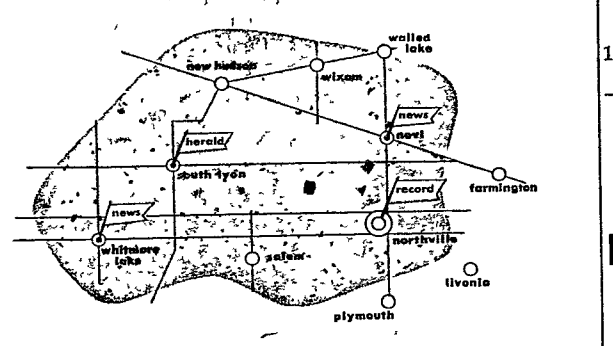 walled
lake
new hudson
wixom
news
novi
herald
south lyon
record
farmington
news
northville
whitmore
lake
salem
livonia
plymouth
1